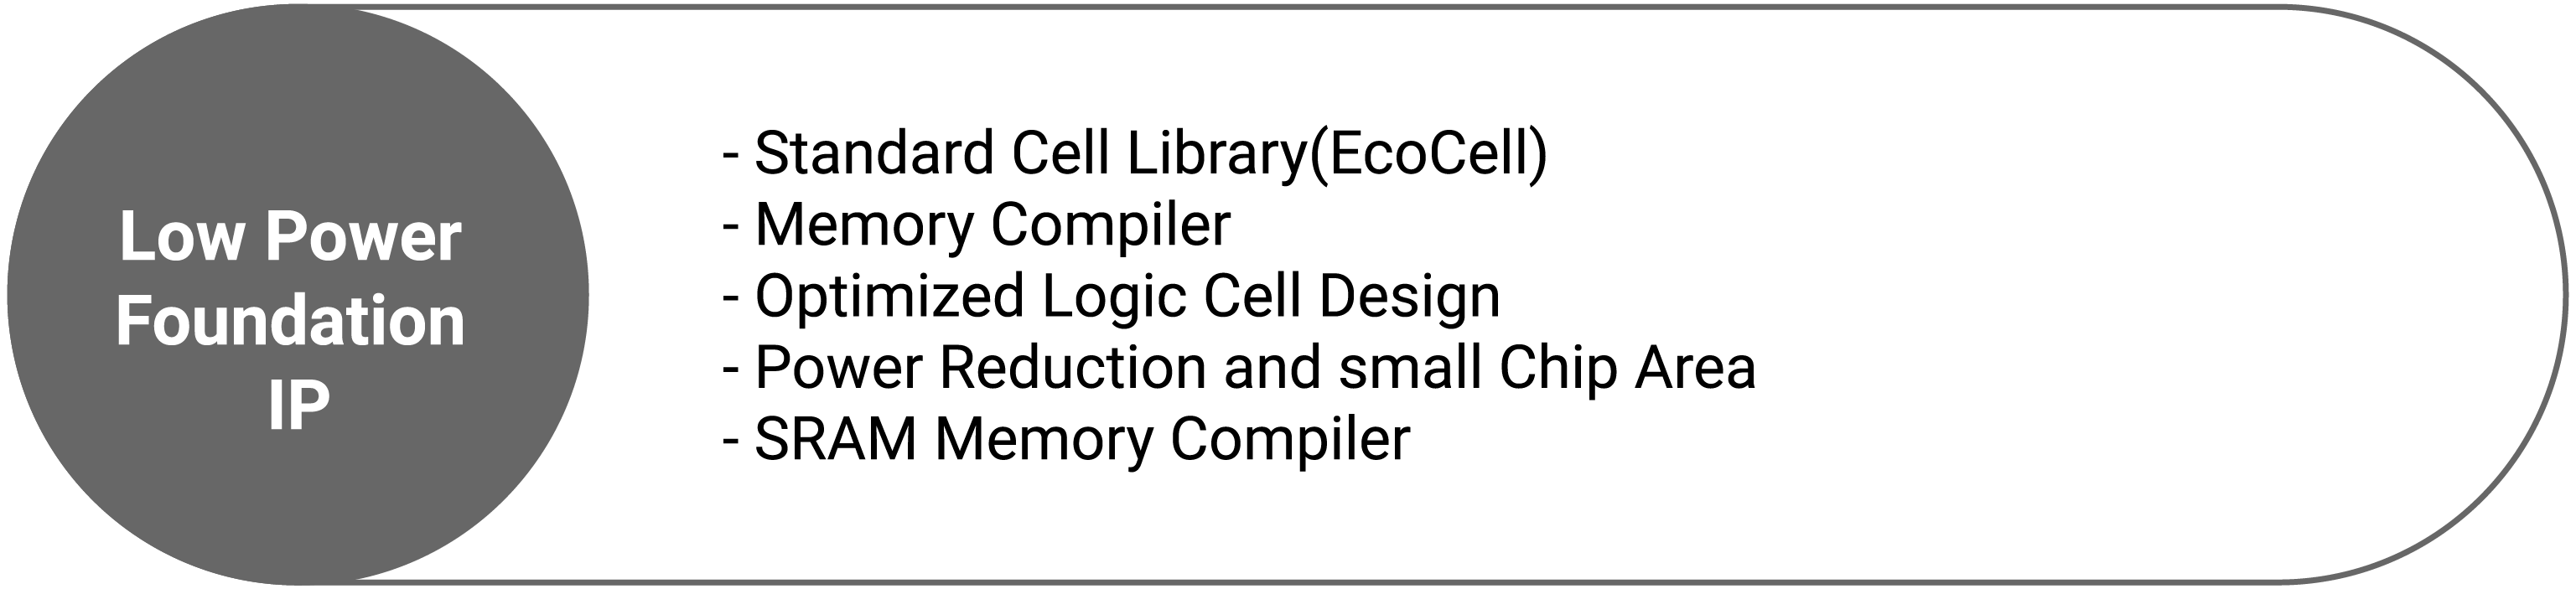 Low Power
Foundation
IP
- Standard Cell Library(EcoCell)
- Memory Compiler
- Optimized Logic Cell Design
- Power Reduction and small Chip Area
- SRAM Memory Compiler